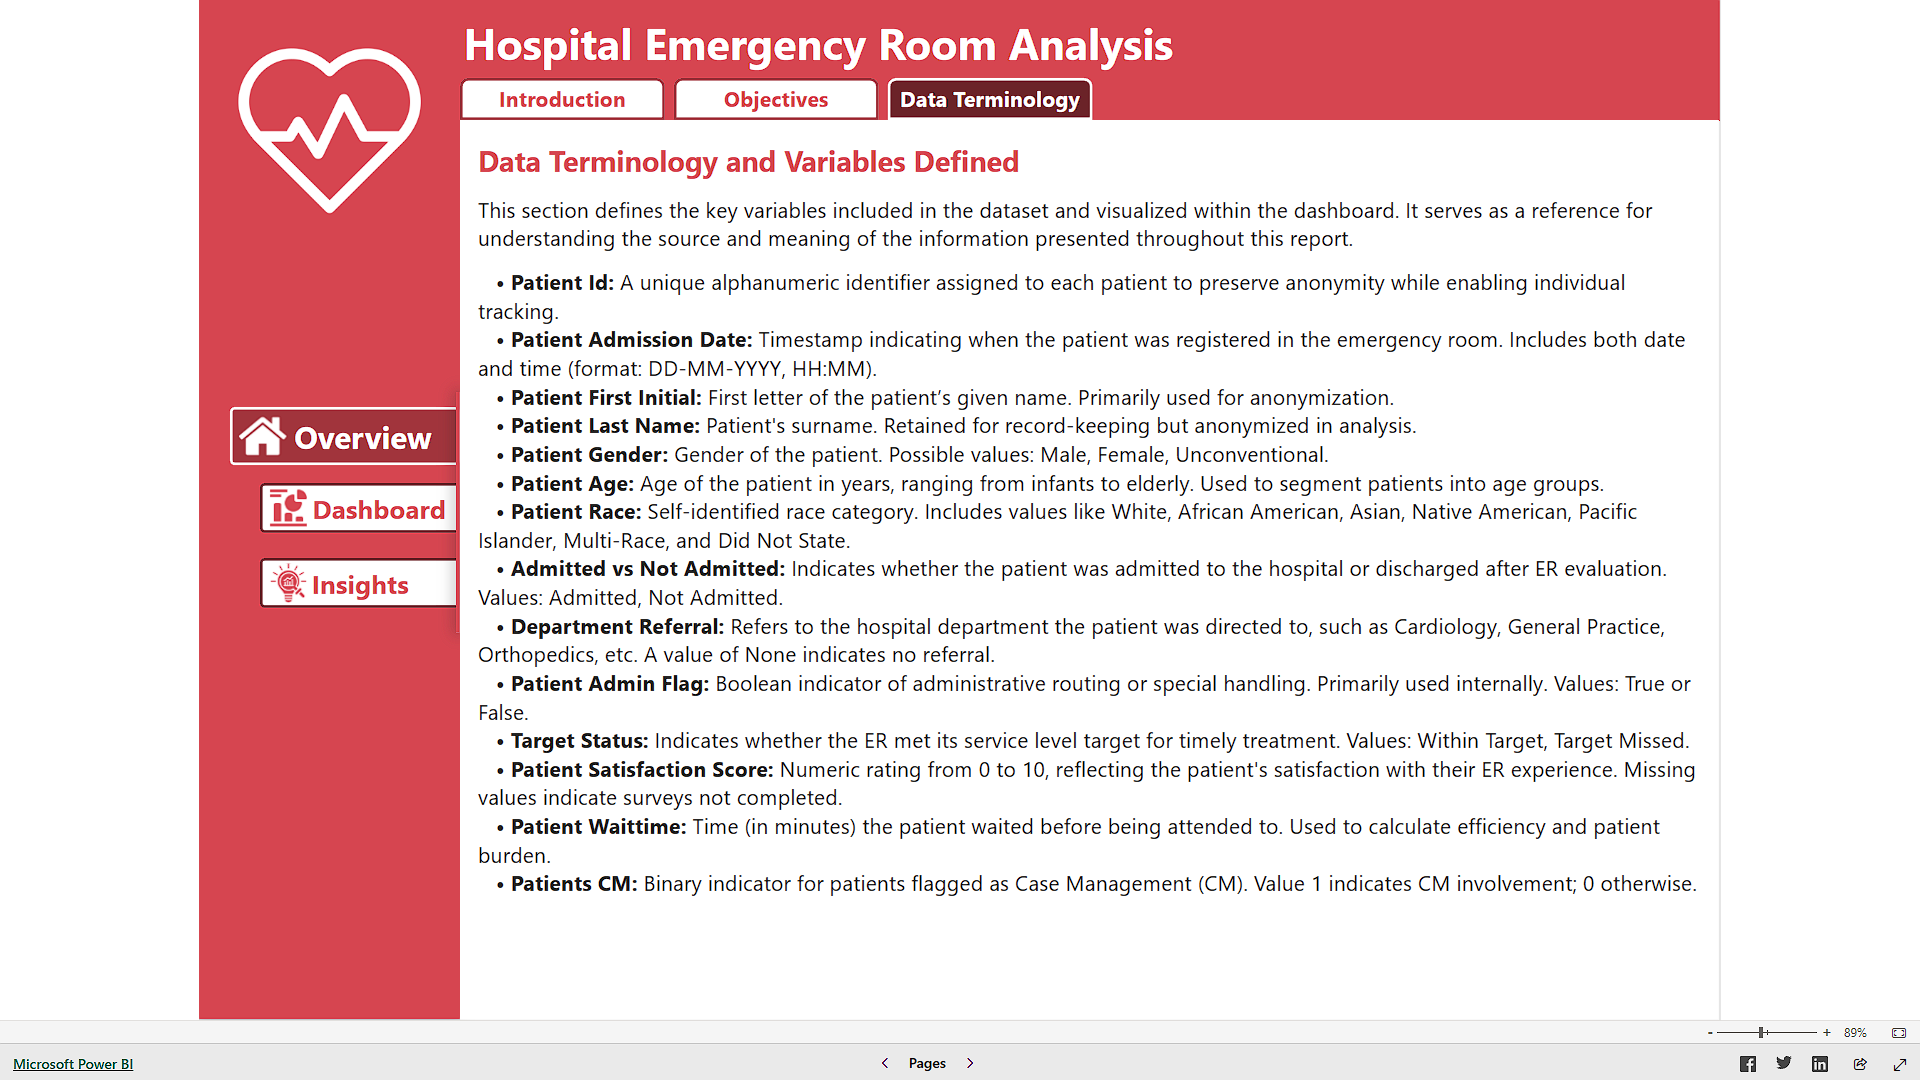 Hospital Emergency Room Analysis
Introduction
Objectives
Data Terminology
Data Terminology and Variables Defined
This section defines the key variables included in the dataset and visualized within the dashboard. It serves as a reference for
understanding the source and meaning of the information presented throughout this report.
• Patient Id: A unique alphanumeric identifier assigned to each patient to preserve anonymity while enabling individual
tracking.
• Patient Admission Date: Timestamp indicating when the patient was registered in the emergency room. Includes both date
and time (format: DD-MM-YYYY, HH:MM).
• Patient First Initial: First letter of the patient’s given name. Primarily used for anonymization.
• Patient Last Name: Patient's surname. Retained for record-keeping but anonymized in analysis.
• Patient Gender: Gender of the patient. Possible values: Male, Female, Unconventional.
• Patient Age: Age of the patient in years, ranging from infants to elderly. Used to segment patients into age groups.
• Patient Race: Self-identified race category. Includes values like White, African American, Asian, Native American, Pacific
Islander, Multi-Race, and Did Not State.
• Admitted vs Not Admitted: Indicates whether the patient was admitted to the hospital or discharged after ER evaluation.
Values: Admitted, Not Admitted.
• Department Referral: Refers to the hospital department the patient was directed to, such as Cardiology, General Practice,
Orthopedics, etc. A value of None indicates no referral.
• Patient Admin Flag: Boolean indicator of administrative routing or special handling. Primarily used internally. Values: True or
False.
• Target Status: Indicates whether the ER met its service level target for timely treatment. Values: Within Target, Target Missed.
• Patient Satisfaction Score: Numeric rating from 0 to 10, reflecting the patient's satisfaction with their ER experience. Missing
values indicate surveys not completed.
• Patient Waittime: Time (in minutes) the patient waited before being attended to. Used to calculate efficiency and patient
burden.
• Patients CM: Binary indicator for patients flagged as Case Management (CM). Value 1 indicates CM involvement; 0 otherwise.
Overview
Dashboard
Insights
- + 89%
Microsoft Power BI
< Pages >